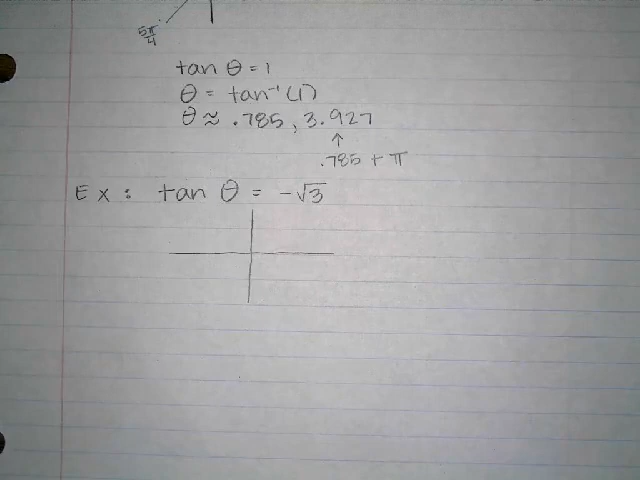 5π/4
tan θ = 1
θ = tan⁻¹(1)
θ ≈ .785, 3.927
↑
.785 + π
Ex: tan θ = -√3